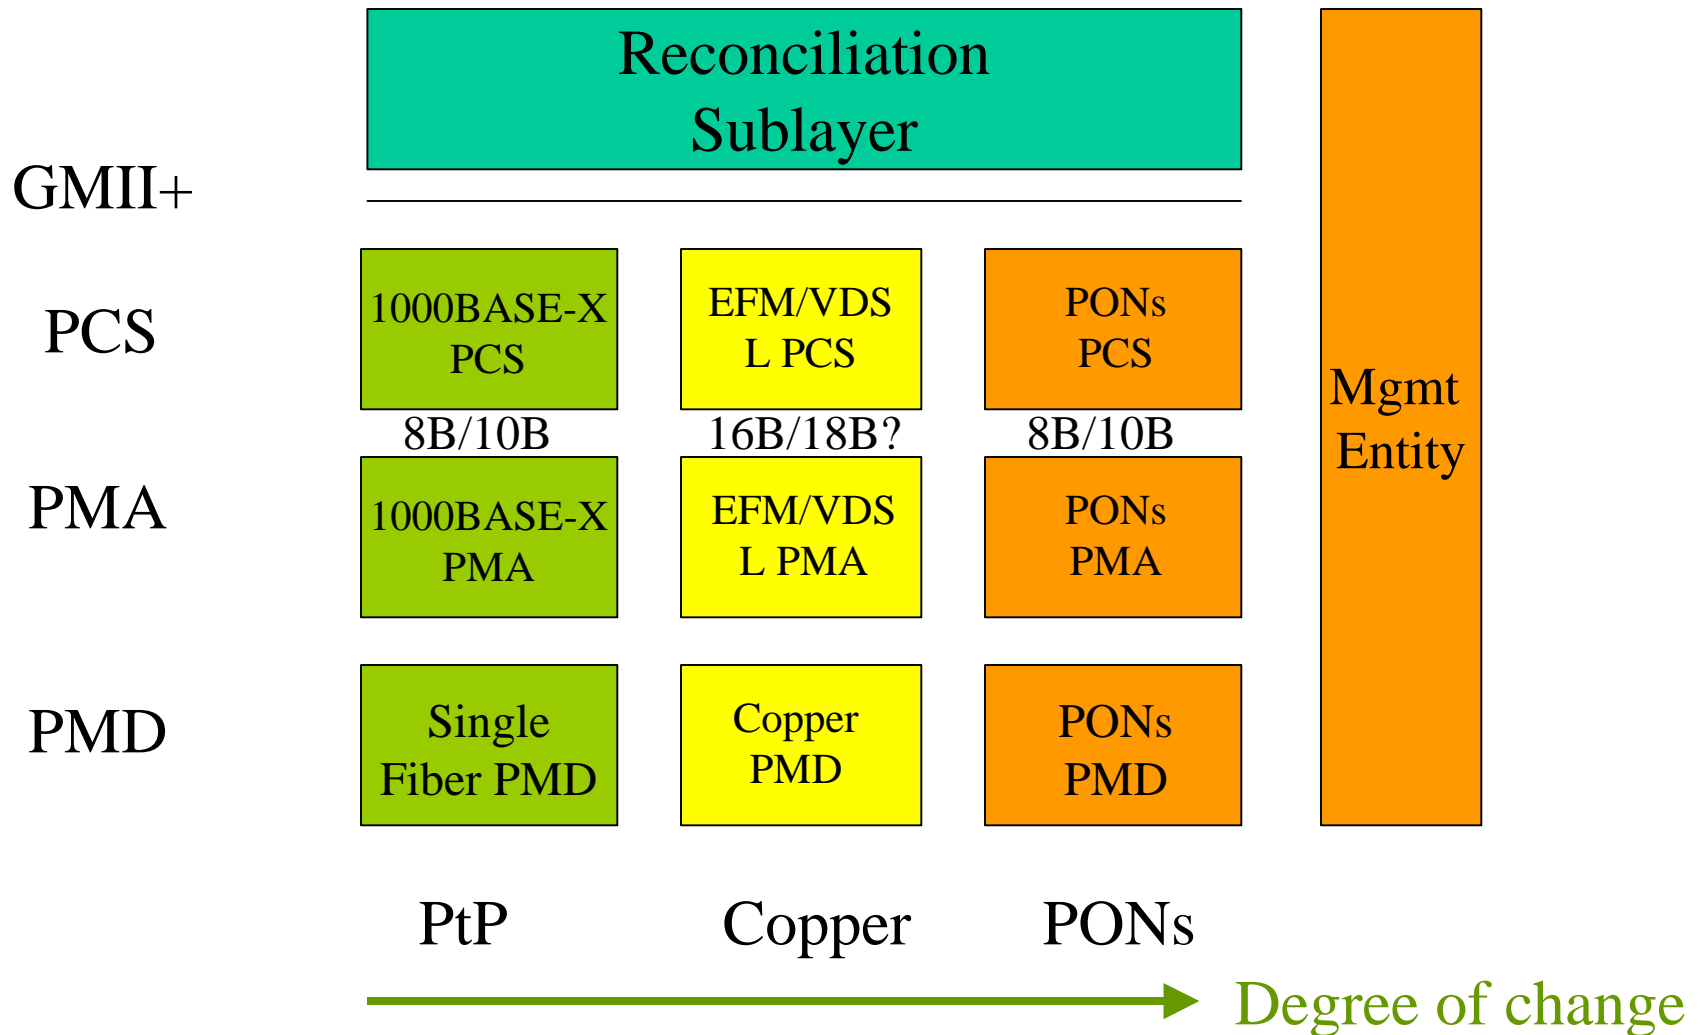 Reconciliation
Sublayer
GMII+
PCS
1000BASE-X
PCS
EFM/VDS
L PCS
PONs
PCS
Mgmt
Entity
8B/10B
16B/18B?
8B/10B
PMA
1000BASE-X
PMA
EFM/VDS
L PMA
PONs
PMA
PMD
Single
Fiber PMD
Copper
PMD
PONs
PMD
PtP
Copper
PONs
Degree of change